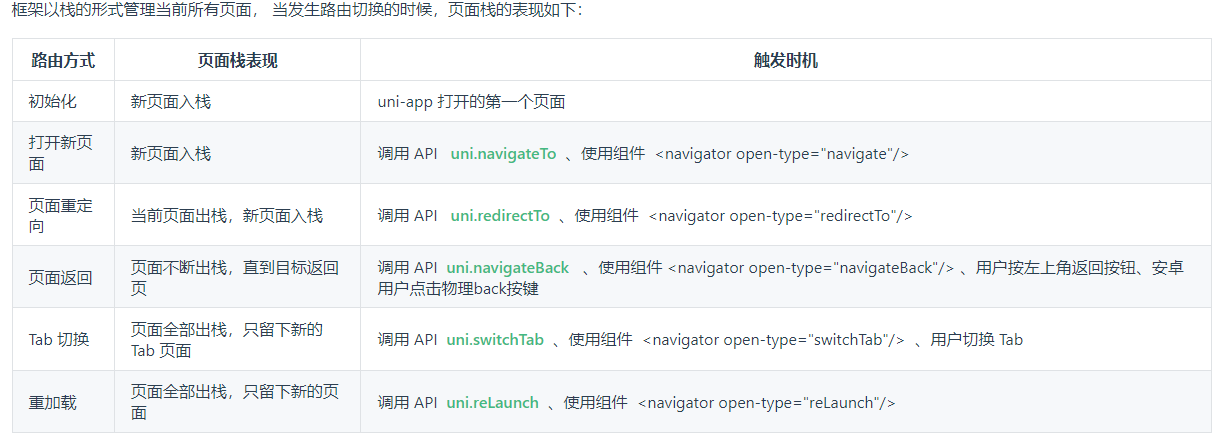 框架以栈的形式管理当前所有页面， 当发生路由切换的时候，页面栈的表现如下：
路由方式 页面栈表现 触发时机
初始化 新页面入栈 uni-app 打开的第一个页面
打开新页
面
新页面入栈
调用 API uni.navigateTo 、使用组件 <navigator open-type="navigate"/>
页面重定
向
当前页面出栈，新页面入栈
调用 API uni.redirectTo 、使用组件 <navigator open-type="redirectTo"/>
页面返回
页面不断出栈，直到目标返回
页
调用 API uni.navigateBack 、使用组件 <navigator open-type="navigateBack"/> 、用户按左上角返回按钮、安卓
用户点击物理back按键
Tab 切换
页面全部出栈，只留下新的
Tab 页面
调用 API uni.switchTab 、使用组件 <navigator open-type="switchTab"/> 、用户切换 Tab
重加载
页面全部出栈，只留下新的页
面
调用 API uni.reLaunch 、使用组件 <navigator open-type="reLaunch"/>